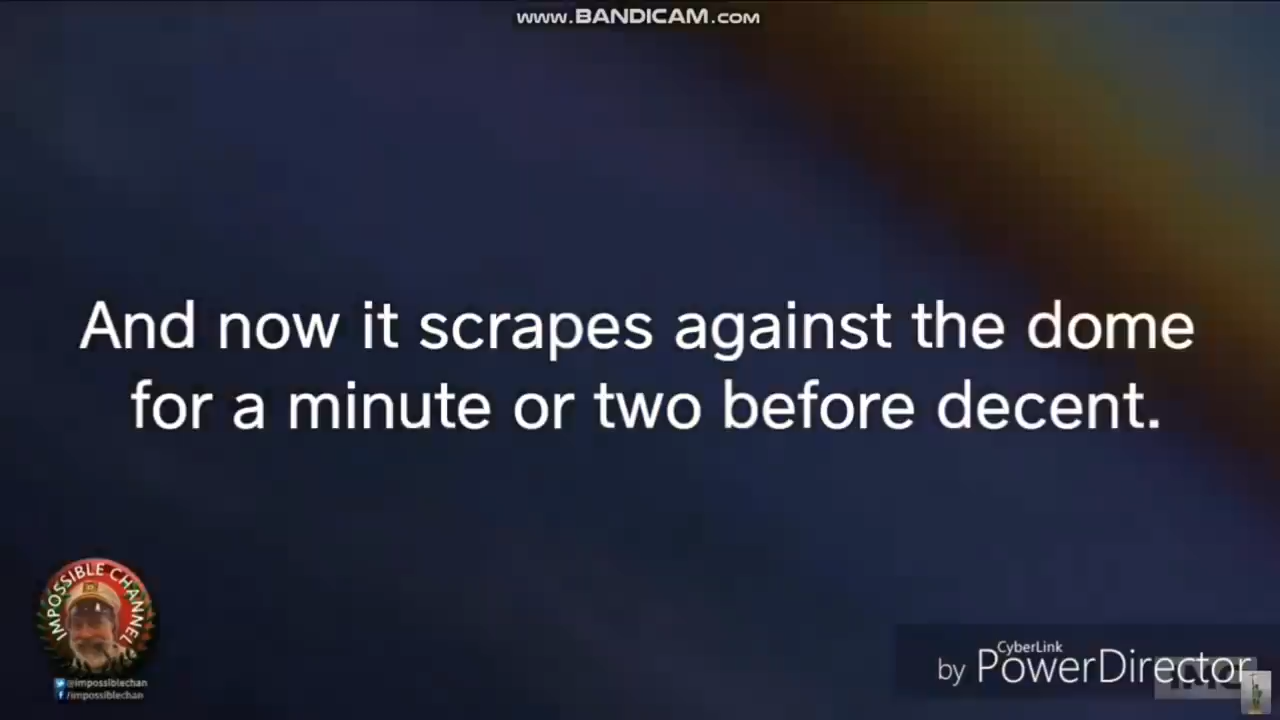 www.BANDICAM.com
And now it scrapes against the dome
for a minute or two before decent.
IMPOSSIBLE CHANNEL
@impossiblechan
/impossiblechan
CyberLink
by PowerDirector